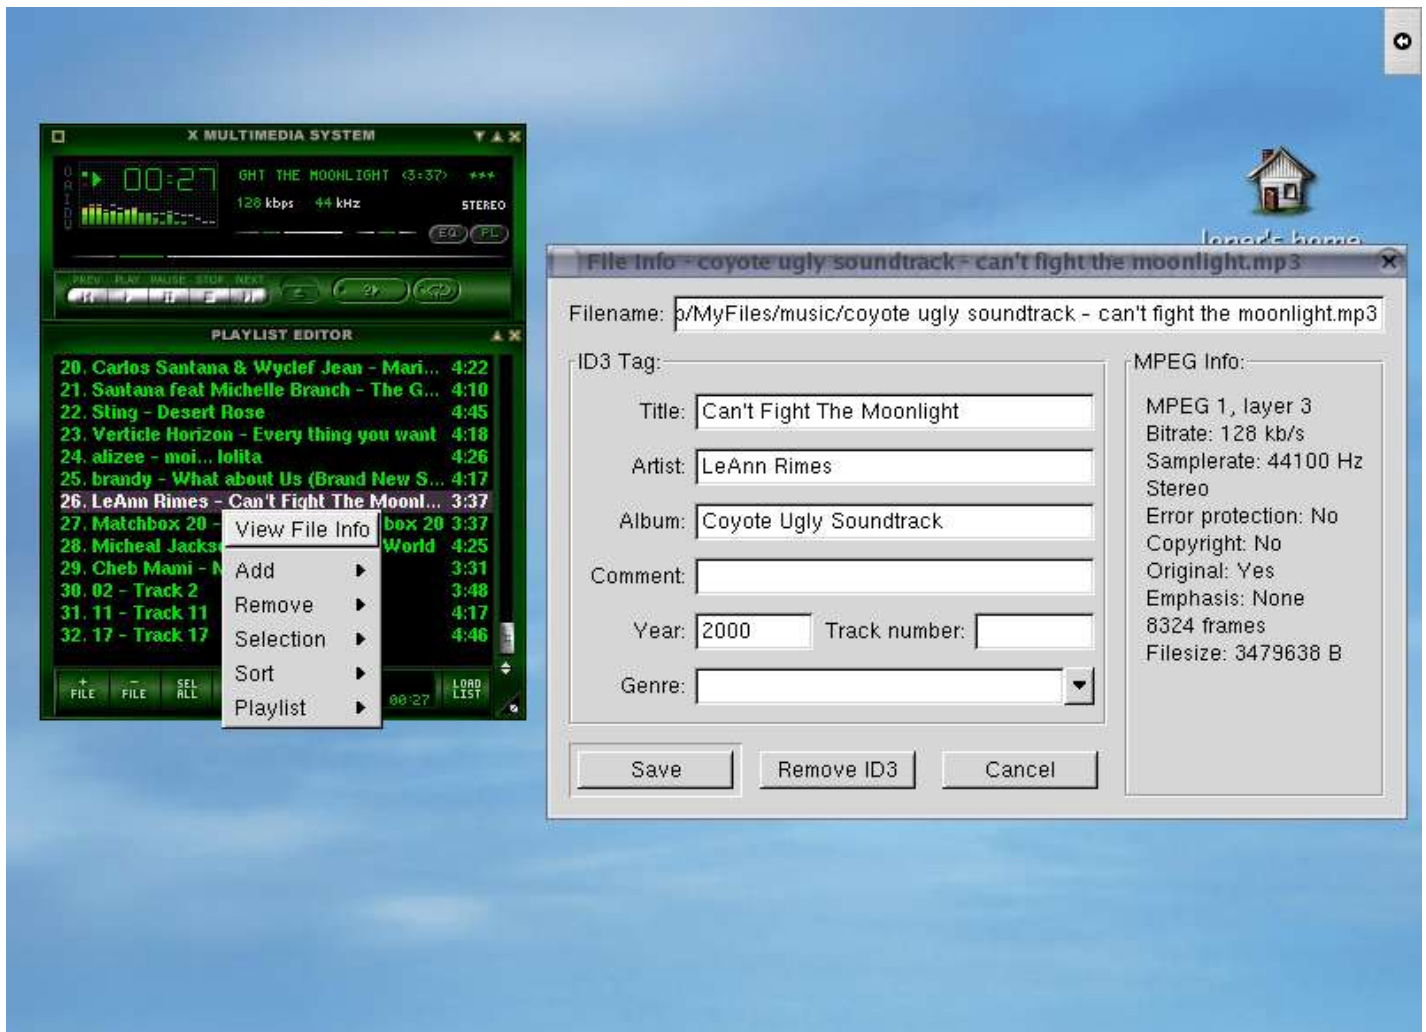 X MULTIMEDIA SYSTEM
00:27
GHT THE MOONLIGHT <3:37> ***
128 kbps 44 kHz
STEREO
EQ PL
PREV PLAY PAUSE STOP NEXT
PLAYLIST EDITOR
20. Carlos Santana & Wyclef Jean - Mari... 4:22
21. Santana feat Michelle Branch - The G... 4:10
22. Sting - Desert Rose 4:45
23. Verticle Horizon - Every thing you want 4:18
24. alizee - moi... lolita 4:26
25. brandy - What about Us (Brand New S... 4:17
26. LeAnn Rimes - Can't Fight The Moonl... 3:37
27. Matchbox 20 - box 20 3:37
28. Micheal Jackso World 4:25
29. Cheb Mami - 3:31
30. 02 - Track 2 3:48
31. 11 - Track 11 4:17
32. 17 - Track 17 4:46
+ FILE
- FILE
SEL ALL
00:27
LOAD LIST
View File Info
Add
Remove
Selection
Sort
Playlist
File Info - coyote ugly soundtrack - can't fight the moonlight.mp3
Filename: o/MyFiles/music/coyote ugly soundtrack - can't fight the moonlight.mp3
ID3 Tag:
Title: Can't Fight The Moonlight
Artist: LeAnn Rimes
Album: Coyote Ugly Soundtrack
Comment:
Year: 2000 Track number:
Genre:
Save Remove ID3 Cancel
MPEG Info:
MPEG 1, layer 3
Bitrate: 128 kb/s
Samplerate: 44100 Hz
Stereo
Error protection: No
Copyright: No
Original: Yes
Emphasis: None
8324 frames
Filesize: 3479638 B